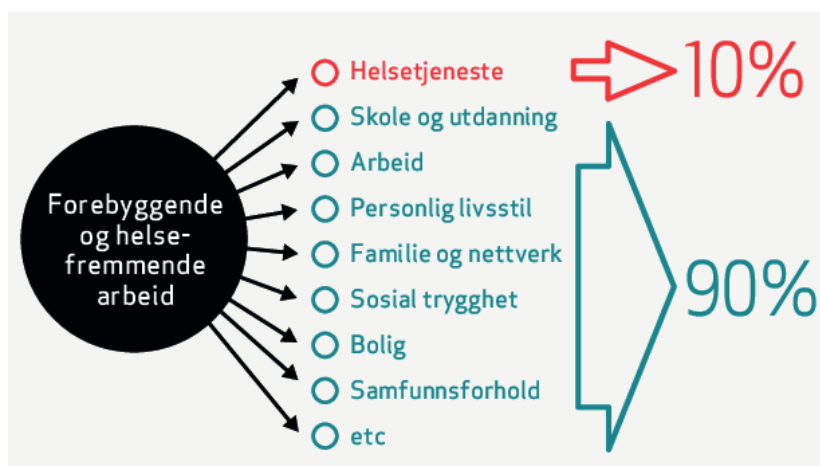 Forebyggende
og helse-
fremmende
arbeid
Helsetjeneste
Skole og utdanning
Arbeid
Personlig livsstil
Familie og nettverk
Sosial trygghet
Bolig
Samfunnsforhold
etc
10%
90%